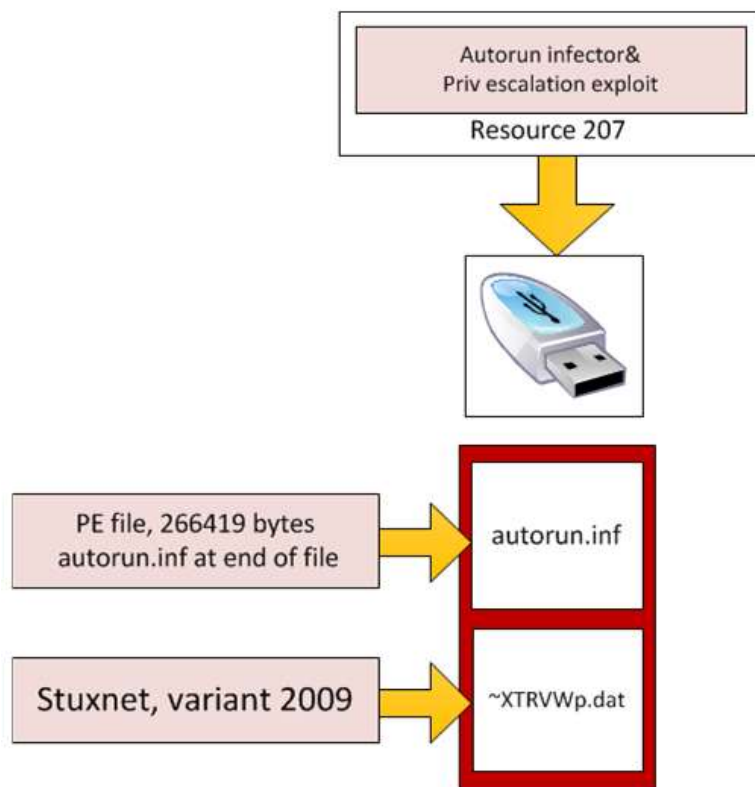 Autorun infector&
Priv escalation exploit
Resource 207
PE file, 266419 bytes
autorun.inf at end of file
autorun.inf
Stuxnet, variant 2009
~XTRVWp.dat